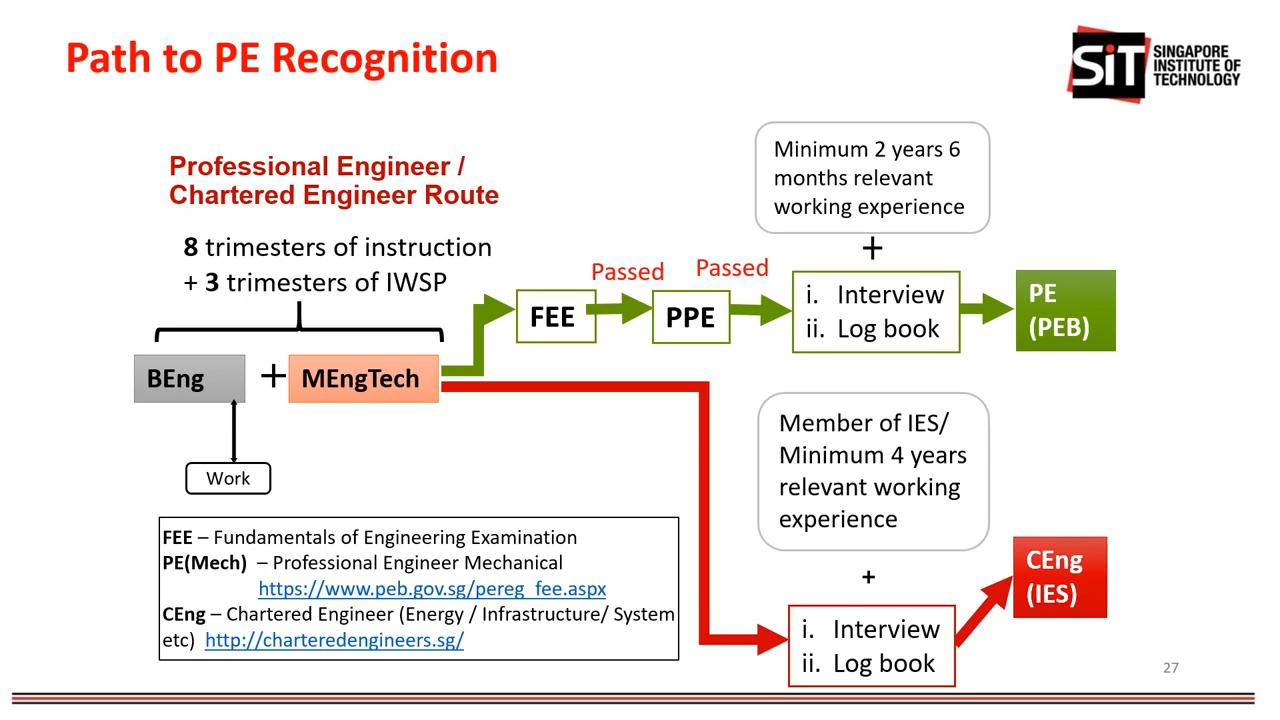 Path to PE Recognition
SiT
SINGAPORE
INSTITUTE OF
TECHNOLOGY
Professional Engineer /
Chartered Engineer Route
8 trimesters of instruction
+ 3 trimesters of IWSP
BEng
+
MEngTech
Work
FEE
Passed
PPE
Passed
Minimum 2 years 6
months relevant
working experience
+
i. Interview
ii. Log book
PE
(PEB)
Member of IES/
Minimum 4 years
relevant working
experience
+
i. Interview
ii. Log book
CEng
(IES)
FEE – Fundamentals of Engineering Examination
PE(Mech) – Professional Engineer Mechanical
https://www.peb.gov.sg/pereg_fee.aspx
CEng – Chartered Engineer (Energy / Infrastructure/ System
etc) http://charteredengineers.sg/
27